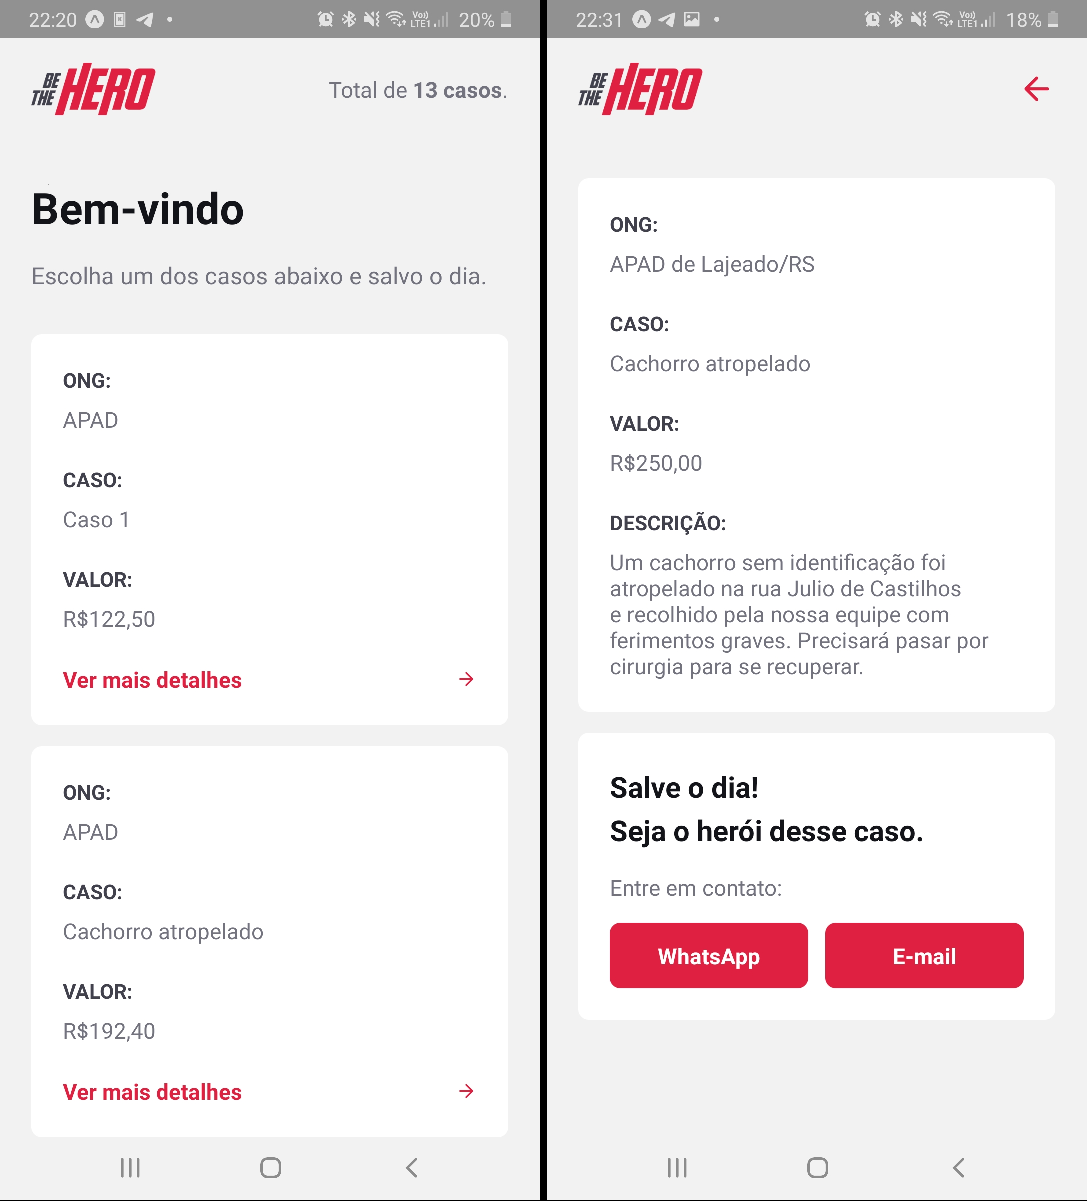 22:20
Voi) LTE1
20%
BE THE HERO
Total de 13 casos.
Bem-vindo
Escolha um dos casos abaixo e salvo o dia.
ONG:
APAD
CASO:
Caso 1
VALOR:
R$122,50
Ver mais detalhes
ONG:
APAD
CASO:
Cachorro atropelado
VALOR:
R$192,40
Ver mais detalhes
22:31
Voi) LTE1
18%
BE THE HERO
ONG:
APAD de Lajeado/RS
CASO:
Cachorro atropelado
VALOR:
R$250,00
DESCRIÇÃO:
Um cachorro sem identificação foi
atropelado na rua Julio de Castilhos
e recolhido pela nossa equipe com
ferimentos graves. Precisará pasar por
cirurgia para se recuperar.
Salve o dia!
Seja o herói desse caso.
Entre em contato:
WhatsApp
E-mail